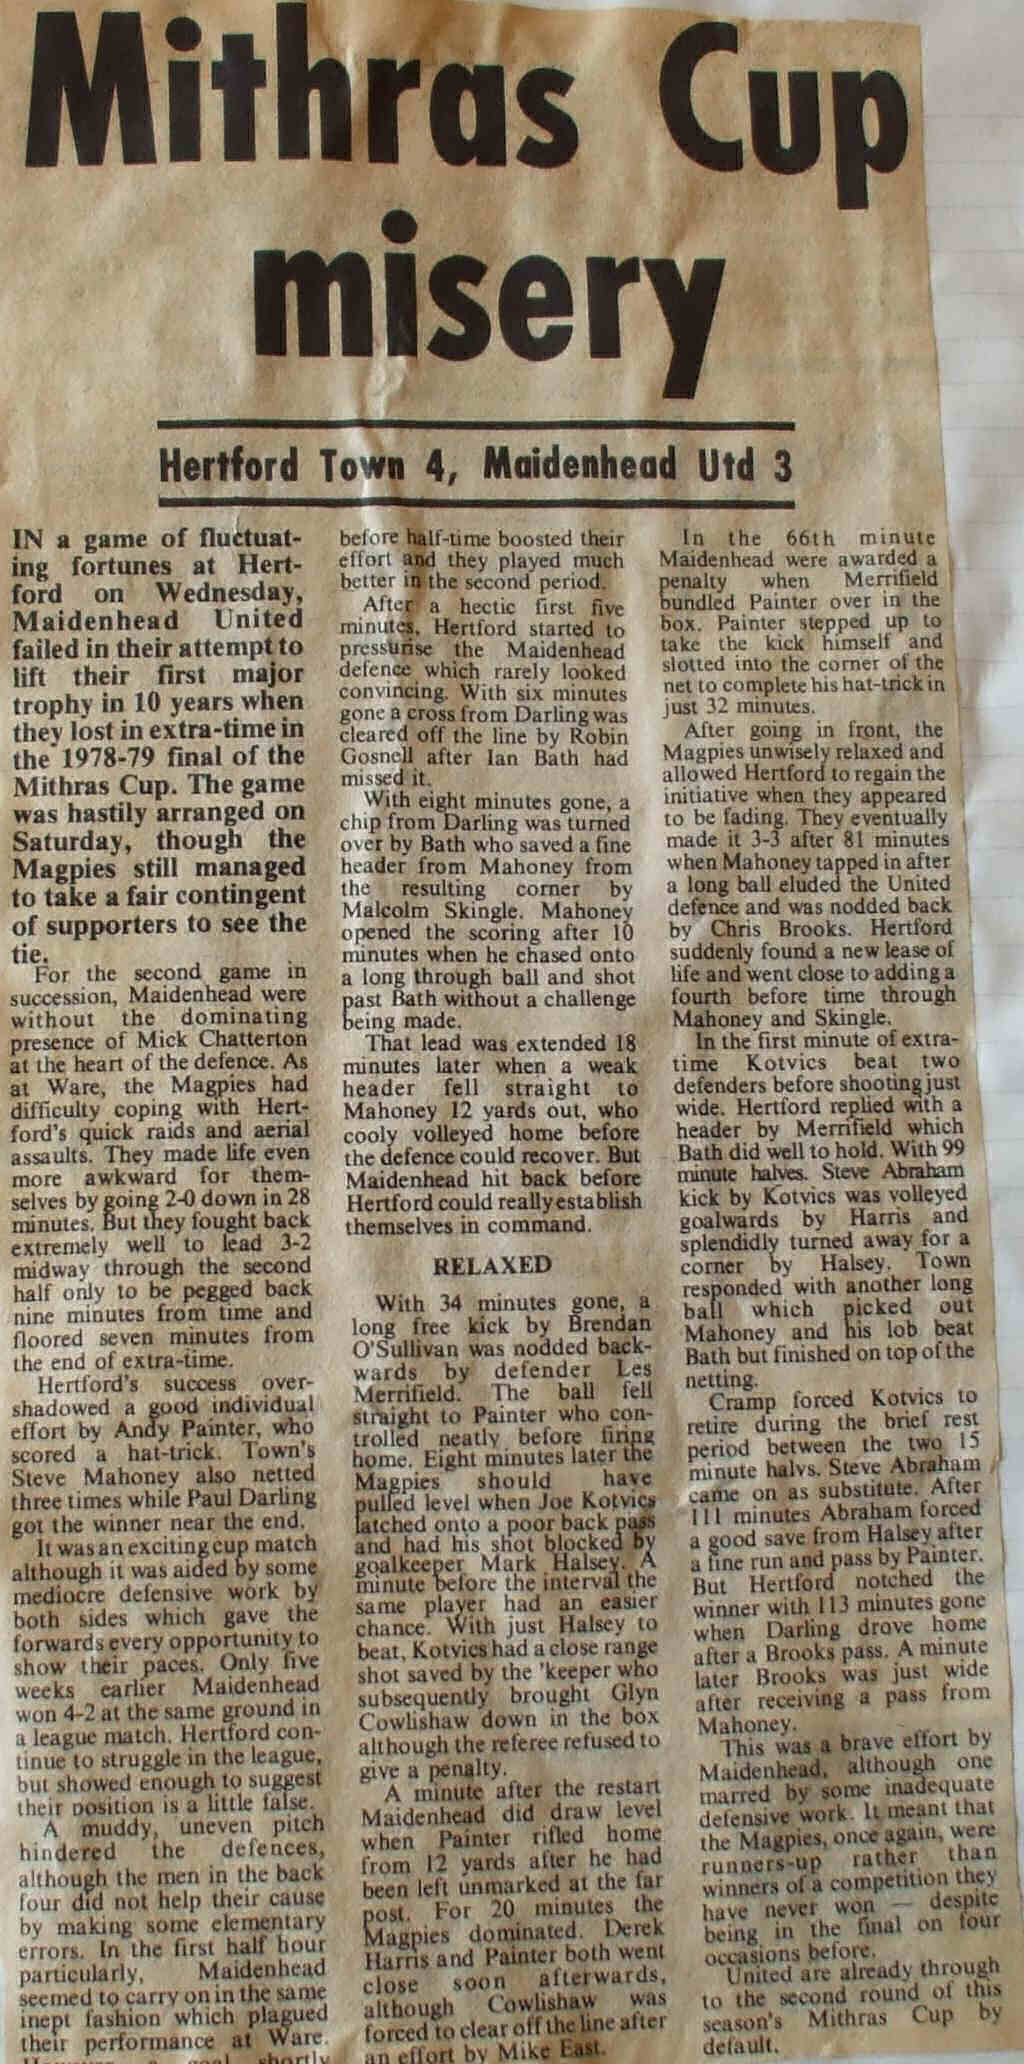 Mithras Cup
misery
Hertford Town 4, Maidenhead Utd 3
IN a game of fluctuat-
ing fortunes at Hert-
ford on Wednesday,
Maidenhead United
failed in their attempt to
lift their first major
trophy in 10 years when
they lost in extra-time in
the 1978-79 final of the
Mithras Cup. The game
was hastily arranged on
Saturday, though the
Magpies still managed
to take a fair contingent
of supporters to see the
tie.
For the second game in
succession, Maidenhead were
without the dominating
presence of Mick Chatterton
at the heart of the defence. As
at Ware, the Magpies had
difficulty coping with Hert-
ford's quick raids and aerial
assaults. They made life even
more awkward for them-
selves by going 2-0 down in 28
minutes. But they fought back
extremely well to lead 3-2
midway through the second
half only to be pegged back
nine minutes from time and
floored seven minutes from
the end of extra-time.
Hertford's success over-
shadowed a good individual
effort by Andy Painter, who
scored a hat-trick. Town's
Steve Mahoney also netted
three times while Paul Darling
got the winner near the end.
It was an exciting cup match
although it was aided by some
mediocre defensive work by
both sides which gave the
forwards every opportunity to
show their paces. Only five
weeks earlier Maidenhead
won 4-2 at the same ground in
a league match. Hertford con-
tinue to struggle in the league,
but showed enough to suggest
their position is a little false.
A muddy, uneven pitch
hindered the defences,
although the men in the back
four did not help their cause
by making some elementary
errors. In the first half hour
particularly, Maidenhead
seemed to carry on in the same
inept fashion which plagued
their performance at Ware.
However, a goal shortly
before half-time boosted their
effort and they played much
better in the second period.
After a hectic first five
minutes, Hertford started to
pressurise the Maidenhead
defence which rarely looked
convincing. With six minutes
gone a cross from Darling was
cleared off the line by Robin
Gosnell after Ian Bath had
missed it.
With eight minutes gone, a
chip from Darling was turned
over by Bath who saved a fine
header from Mahoney from
the resulting corner by
Malcolm Skingle. Mahoney
opened the scoring after 10
minutes when he chased onto
a long through ball and shot
past Bath without a challenge
being made.
That lead was extended 18
minutes later when a weak
header fell straight to
Mahoney 12 yards out, who
cooly volleyed home before
the defence could recover. But
Maidenhead hit back before
Hertford could really establish
themselves in command.
RELAXED
With 34 minutes gone, a
long free kick by Brendan
O'Sullivan was nodded back-
wards by defender Les
Merrifield. The ball fell
straight to Painter who con-
trolled neatly before firing
home. Eight minutes later the
Magpies should have
pulled level when Joe Kotvics
latched onto a poor back pass
and had his shot blocked by
goalkeeper Mark Halsey. A
minute before the interval the
same player had an easier
chance. With just Halsey to
beat, Kotvics had a close range
shot saved by the 'keeper who
subsequently brought Glyn
Cowlishaw down in the box
although the referee refused to
give a penalty.
A minute after the restart
Maidenhead did draw level
when Painter rifled home
from 12 yards after he had
been left unmarked at the far
post. For 20 minutes the
Magpies dominated. Derek
Harris and Painter both went
close soon afterwards,
although Cowlishaw was
forced to clear off the line after
an effort by Mike East.
In the 66th minute
Maidenhead were awarded a
penalty when Merrifield
bundled Painter over in the
box. Painter stepped up to
take the kick himself and
slotted into the corner of the
net to complete his hat-trick in
just 32 minutes.
After going in front, the
Magpies unwisely relaxed and
allowed Hertford to regain the
initiative when they appeared
to be fading. They eventually
made it 3-3 after 81 minutes
when Mahoney tapped in after
a long ball eluded the United
defence and was nodded back
by Chris Brooks. Hertford
suddenly found a new lease of
life and went close to adding a
fourth before time through
Mahoney and Skingle.
In the first minute of extra-
time Kotvics beat two
defenders before shooting just
wide. Hertford replied with a
header by Merrifield which
Bath did well to hold. With 99
minute halves. Steve Abraham
kick by Kotvics was volleyed
goalwards by Harris and
splendidly turned away for a
corner by Halsey. Town
responded with another long
ball which picked out
Mahoney and his lob beat
Bath but finished on top of the
netting.
Cramp forced Kotvics to
retire during the brief rest
period between the two 15
minute halvs. Steve Abraham
came on as substitute. After
111 minutes Abraham forced
a good save from Halsey after
a fine run and pass by Painter.
But Hertford notched the
winner with 113 minutes gone
when Darling drove home
after a Brooks pass. A minute
later Brooks was just wide
after receiving a pass from
Mahoney.
This was a brave effort by
Maidenhead, although one
marred by some inadequate
defensive work. It meant that
the Magpies, once again, were
runners-up rather than
winners of a competition they
have never won — despite
being in the final on four
occasions before.
United are already through
to the second round of this
season's Mithras Cup by
default.